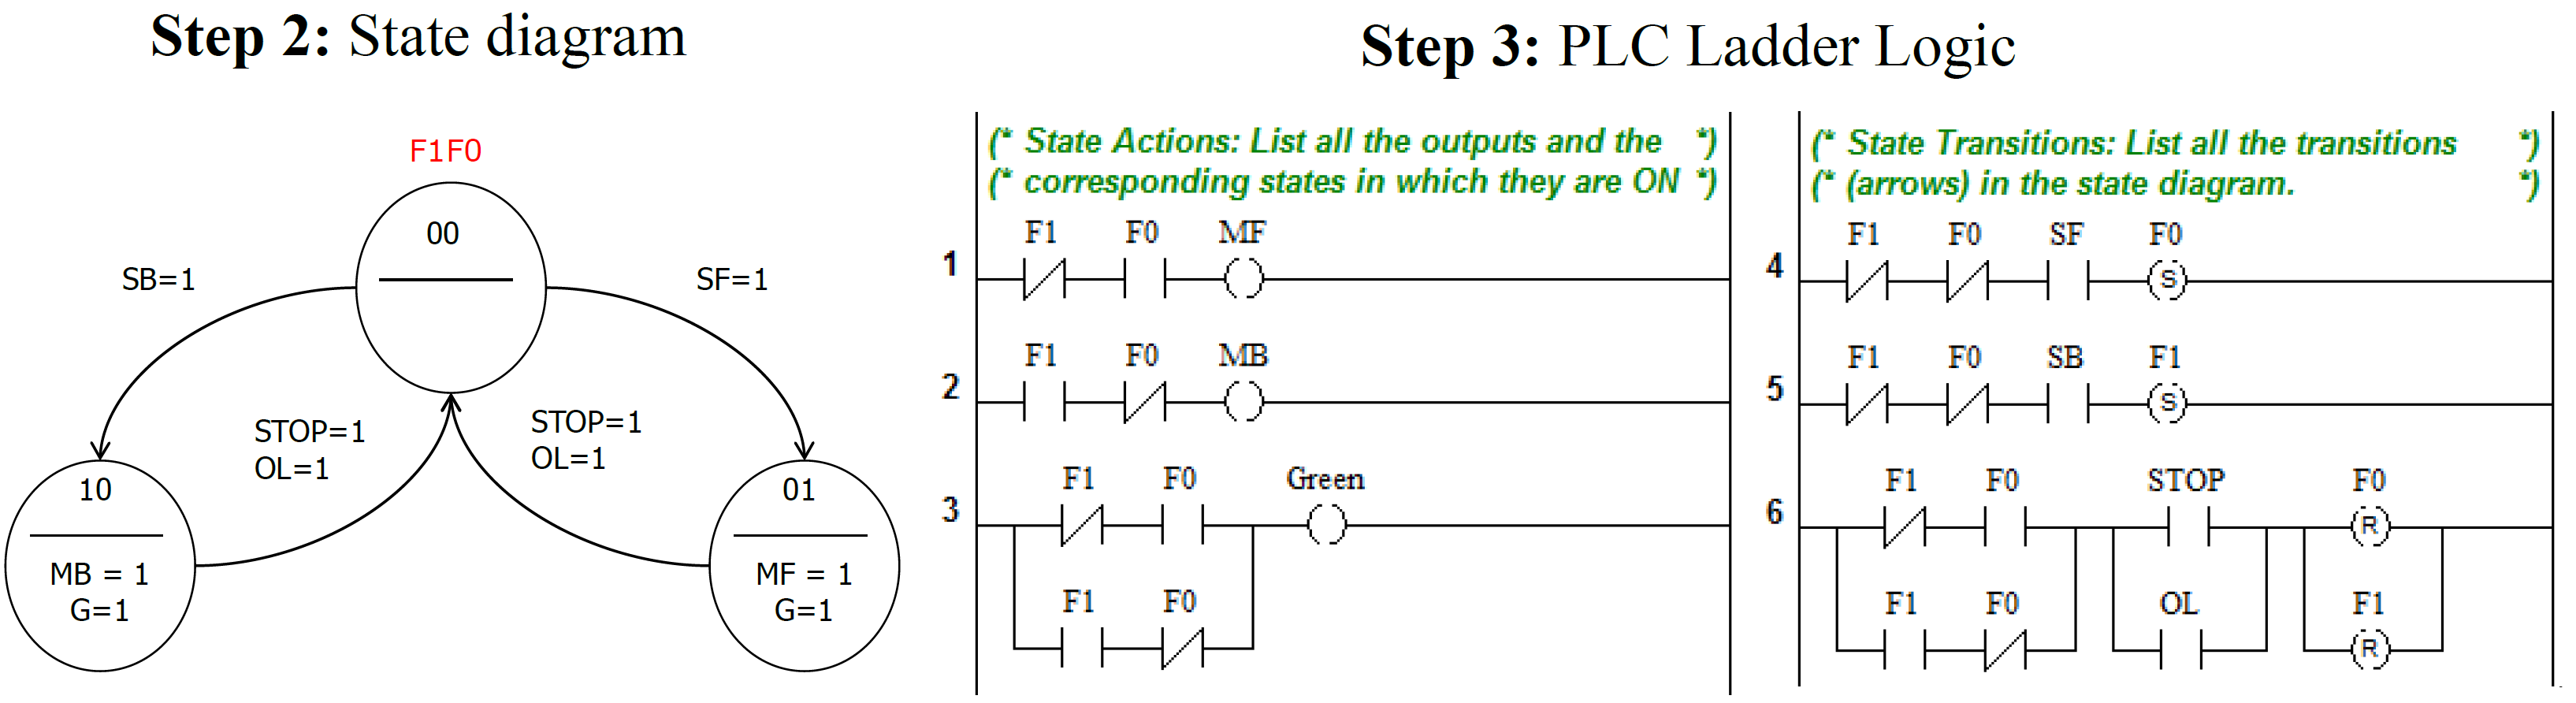 Step 2: State diagram
F1F0
00
SB=1
SF=1
STOP=1
OL=1
STOP=1
OL=1
10
MB = 1
G=1
01
MF = 1
G=1
Step 3: PLC Ladder Logic
(* State Actions: List all the outputs and the *)
(* corresponding states in which they are ON *)
F1 F0 MF
1
F1 F0 MB
2
F1 F0 Green
3
F1 F0
(* State Transitions: List all the transitions *)
(* (arrows) in the state diagram. *)
F1 F0 SF F0
4
S
F1 F0 SB F1
5
S
F1 F0 STOP F0
6
R
F1 F0 OL F1
R